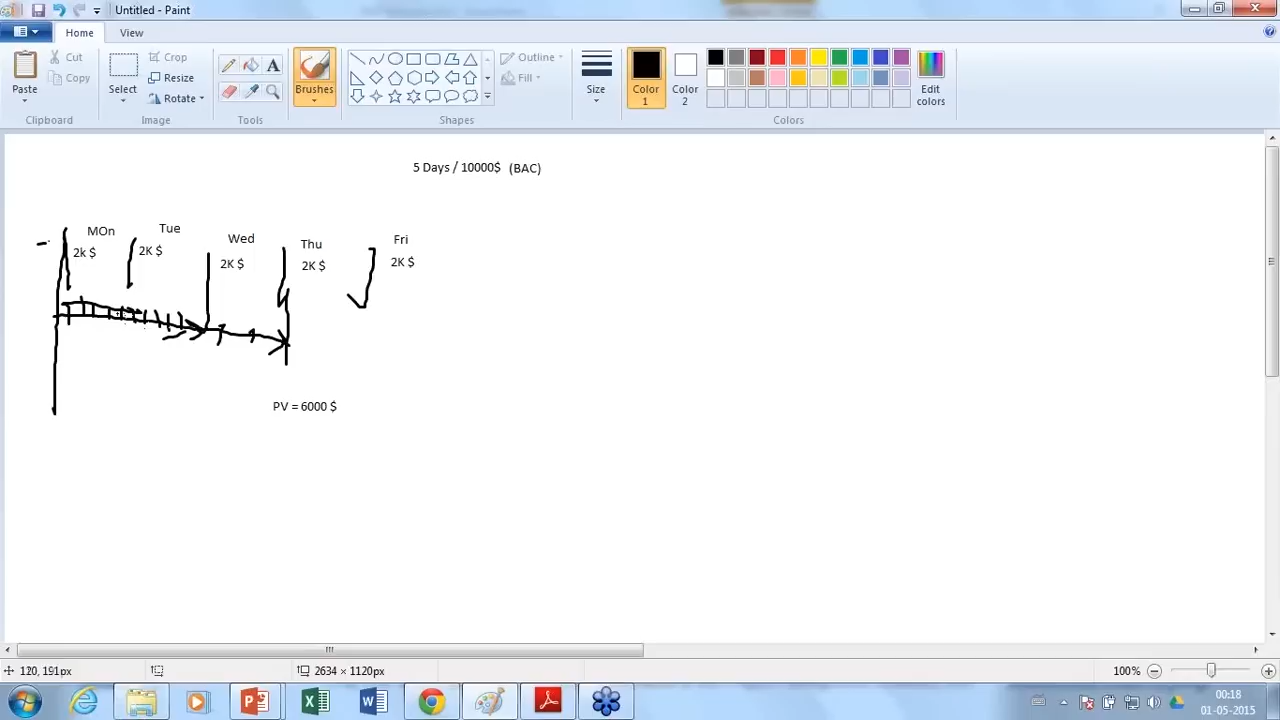 Untitled - Paint
Home View
Paste
Cut
Copy
Clipboard
Select
Crop
Resize
Rotate
Image
Tools
Brushes
Shapes
Outline
Fill
Size
Color 1
Color 2
Edit colors
Colors
5 Days / 10000$ (BAC)
MOn Tue Wed Thu Fri
2k $ 2K $ 2K $ 2K $ 2K $
PV = 6000 $
120, 191px
2634 × 1120px
100%
00:18
01-05-2015